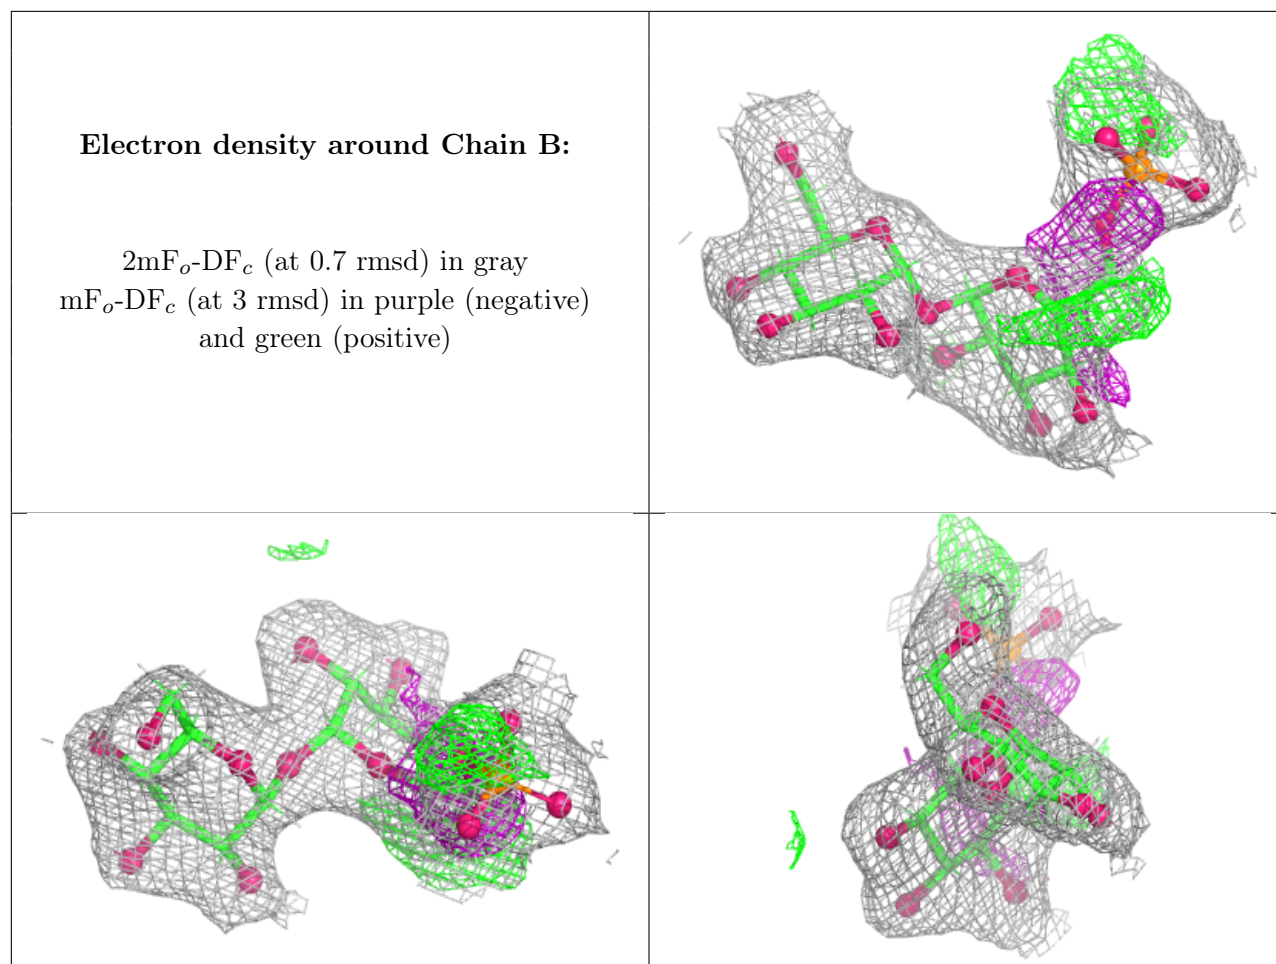 Electron density around Chain B:
2mFo-DFc (at 0.7 rmsd) in gray
mFo-DFc (at 3 rmsd) in purple (negative)
and green (positive)